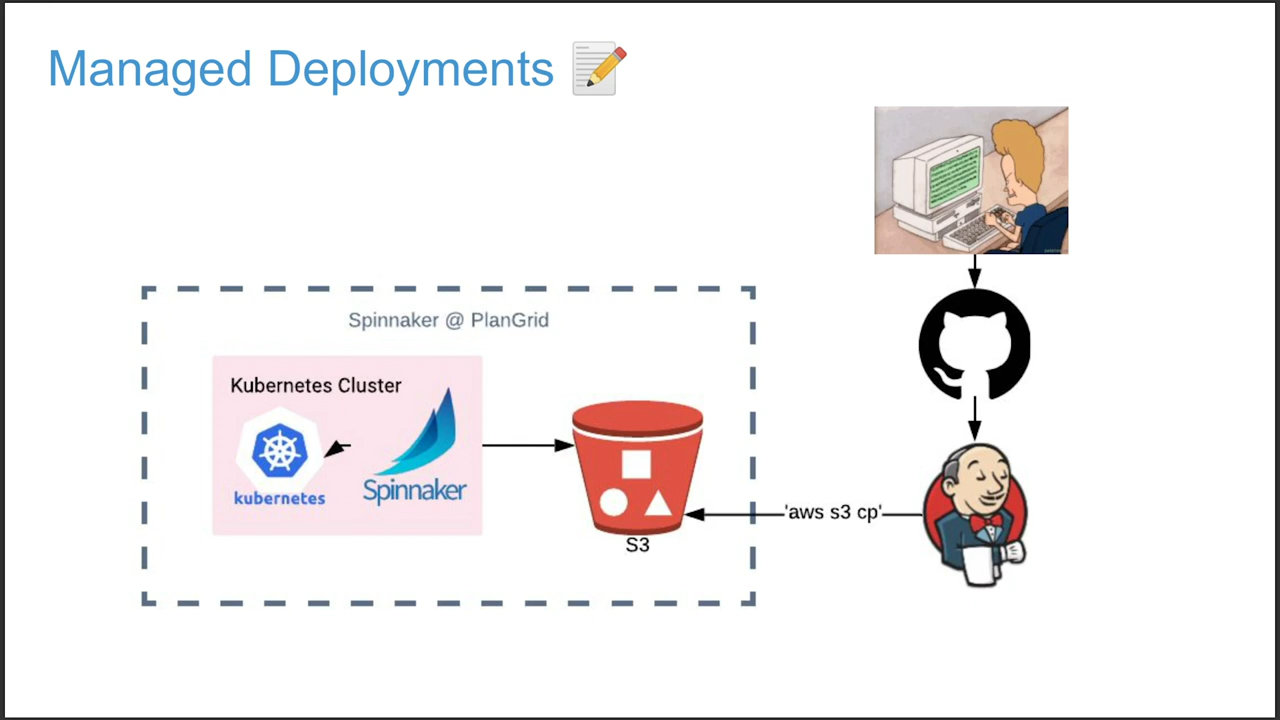 Managed Deployments
Spinnaker @ PlanGrid
Kubernetes Cluster
kubernetes
Spinnaker
S3
'aws s3 cp'